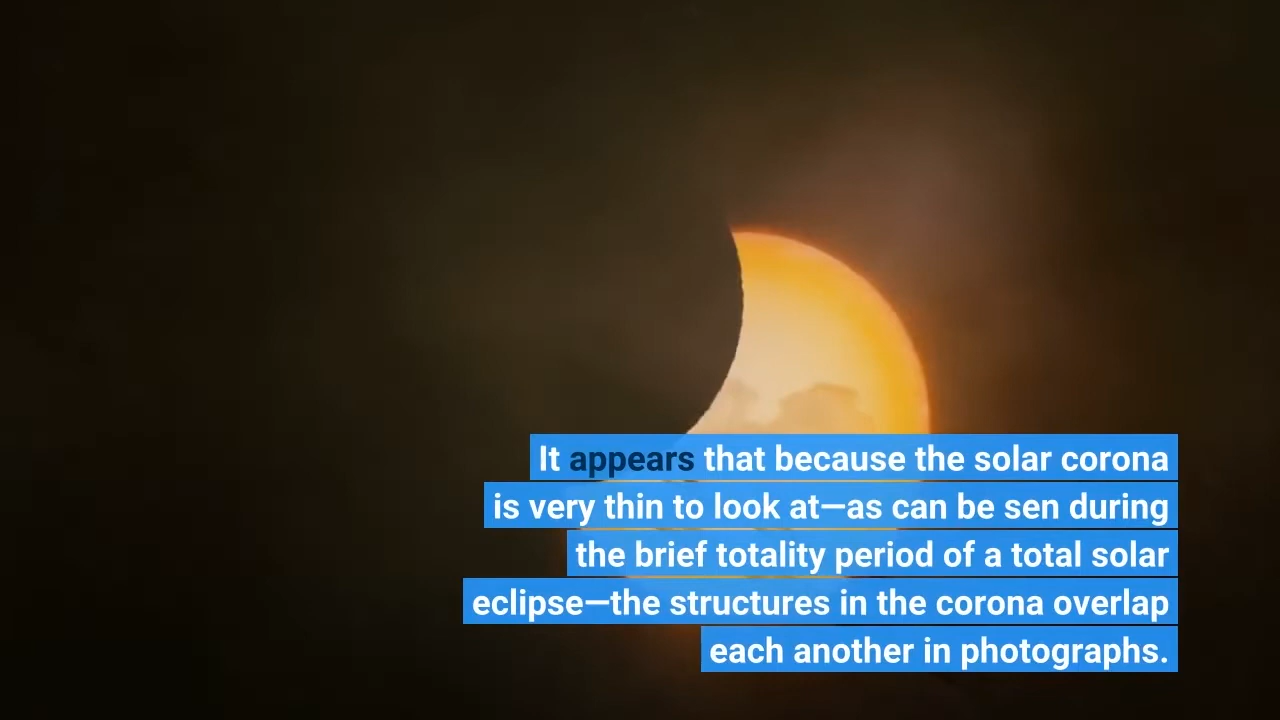 It appears that because the solar corona
is very thin to look at—as can be sen during
the brief totality period of a total solar
eclipse—the structures in the corona overlap
each another in photographs.